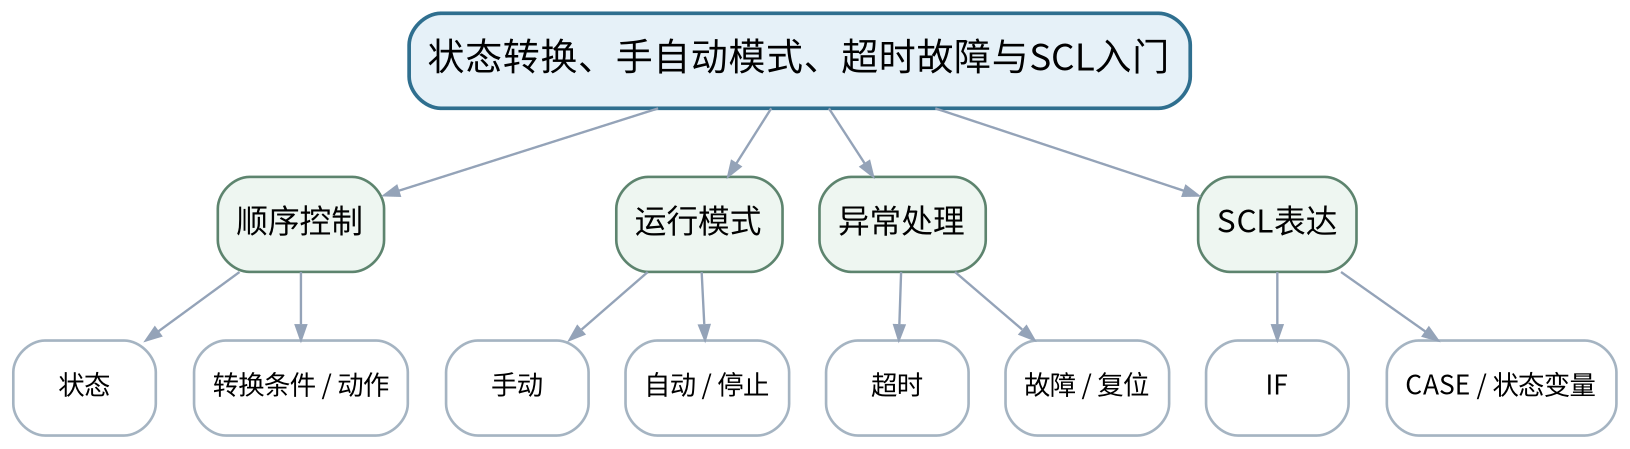 状态转换、手自动模式、超时故障与SCL入门
顺序控制
运行模式
异常处理
SCL表达
状态
转换条件 / 动作
手动
自动 / 停止
超时
故障 / 复位
IF
CASE / 状态变量